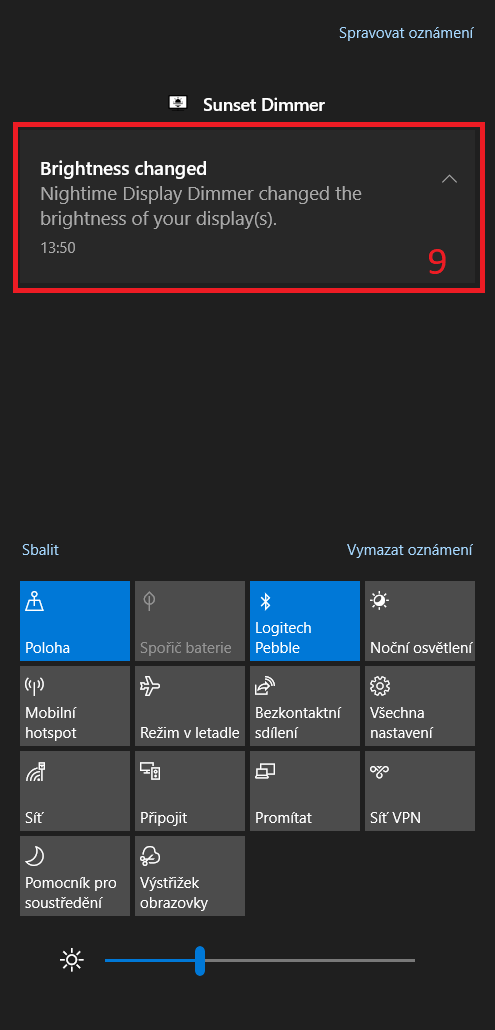 Spravovat oznámení
Sunset Dimmer
Brightness changed
Nightime Display Dimmer changed the
brightness of your display(s).
13:50
9
Sbalit
Vymazat oznámení
Poloha
Spořič baterie
Logitech
Pebble
Noční osvětlení
Mobilní
hotspot
Režim v letadle
Bezkontaktní
sdílení
Všechna
nastavení
Síť
Připojit
Promítat
Síť VPN
Pomocník pro
soustředění
Výstřižek
obrazovky